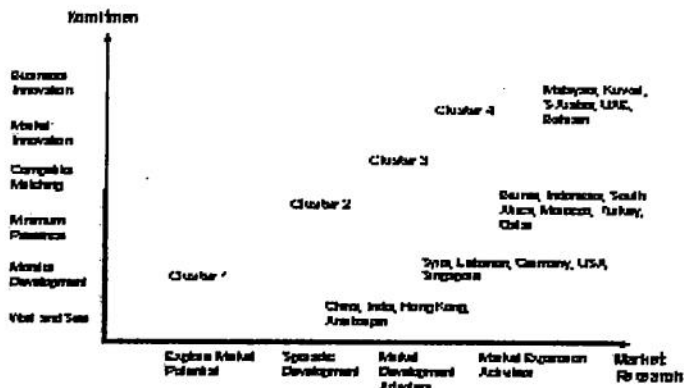 Komitmen
Business
Innovation
Market
Innovation
Competitor
Matching
Minimum
Presence
Monitor
Development
Wait and See
Cluster 4
Malaysia, Kuwait,
S-Arabia, UAE,
Bahrain
Cluster 3
Cluster 2
Brunei, Indonesia, South
Africa, Morocco, Turkey,
Qatar
Cluster 1
Syria, Lebanon, Germany, USA,
Singapore
China, India, Hong Kong,
Azerbaijan
Explore Market
Potential
Sporadic
Development
Market
Development
Market Expansion
Activities
Market
Research